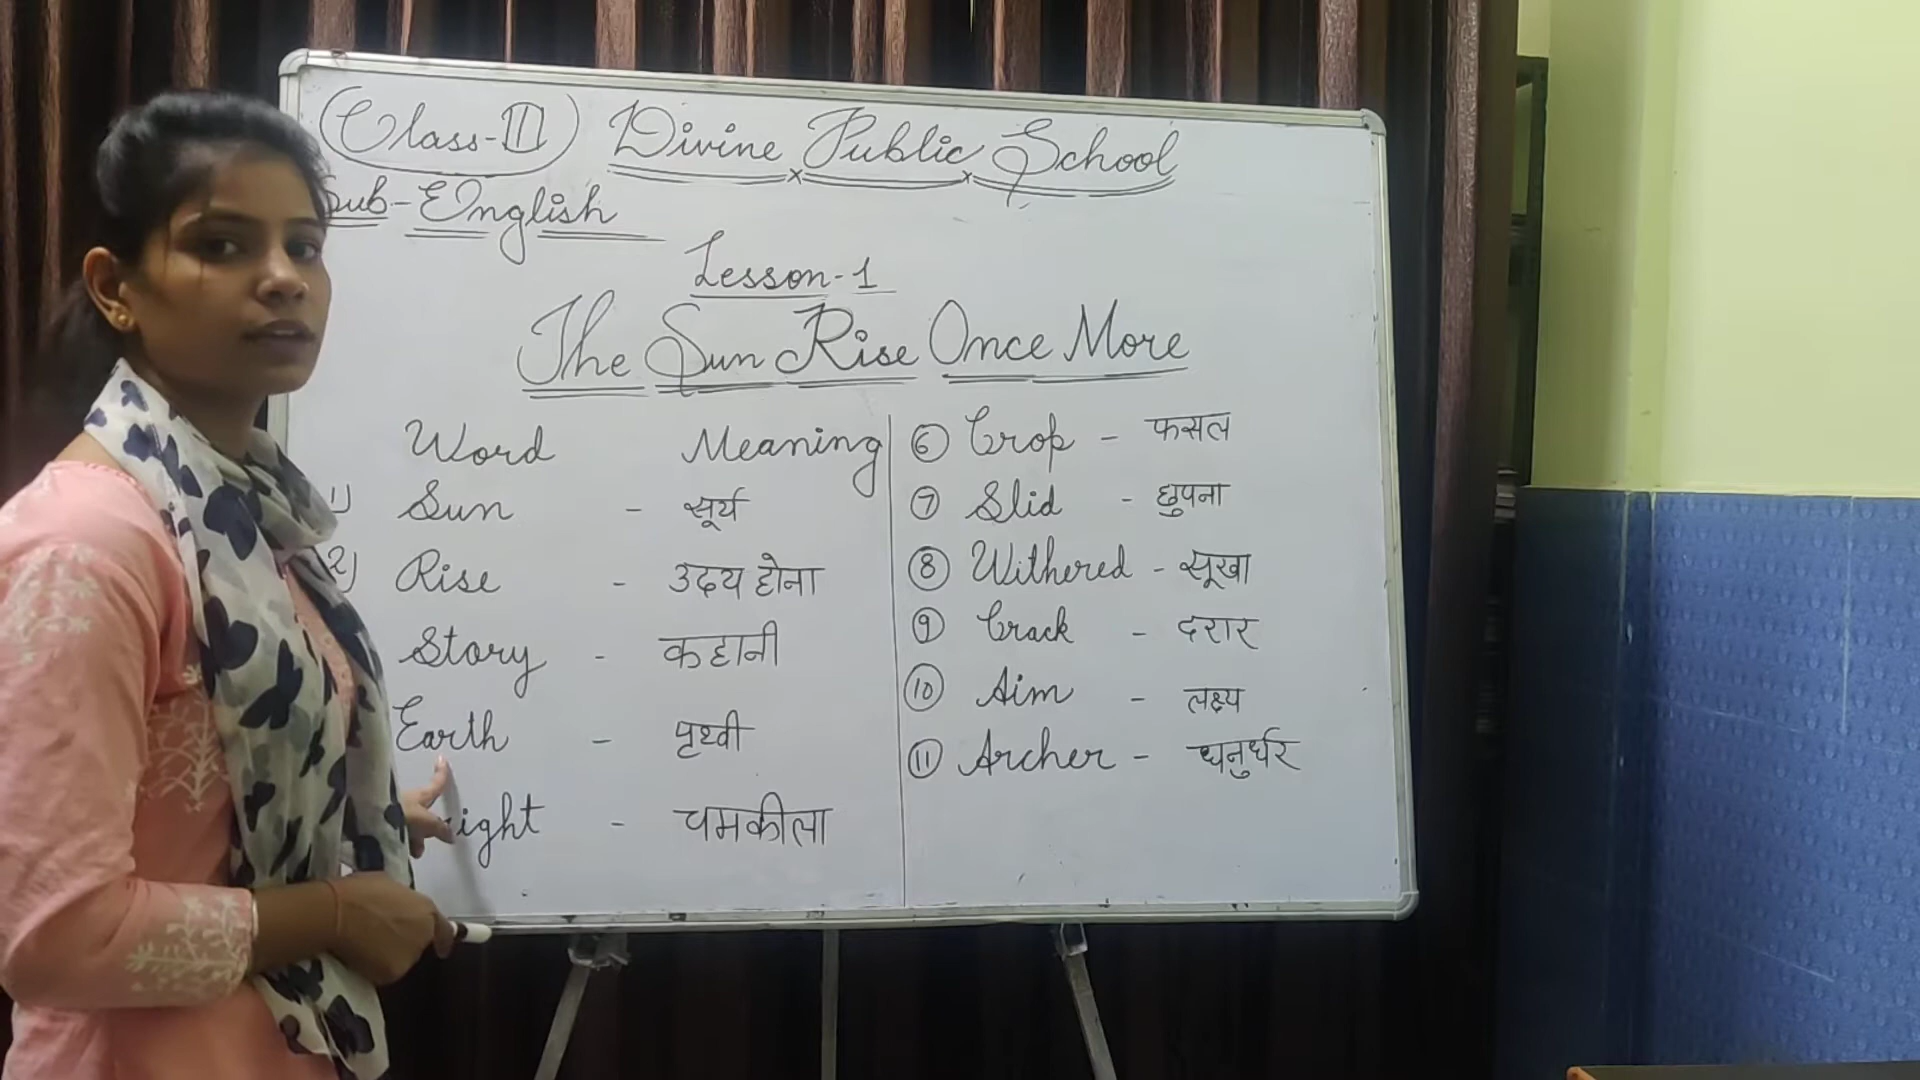 Class-III Divine Public School
Sub-English
Lesson-1
The Sun Rise Once More
Word Meaning
1) Sun - सूर्य
2) Rise - उदय होना
Story - कहानी
Earth - पृथ्वी
right - चमकीला
6 Crop - फसल
7 Slid - छुपना
8 Withered - सूखा
9 Crack - दरार
10 Aim - लक्ष्य
11 Archer - धनुर्धर